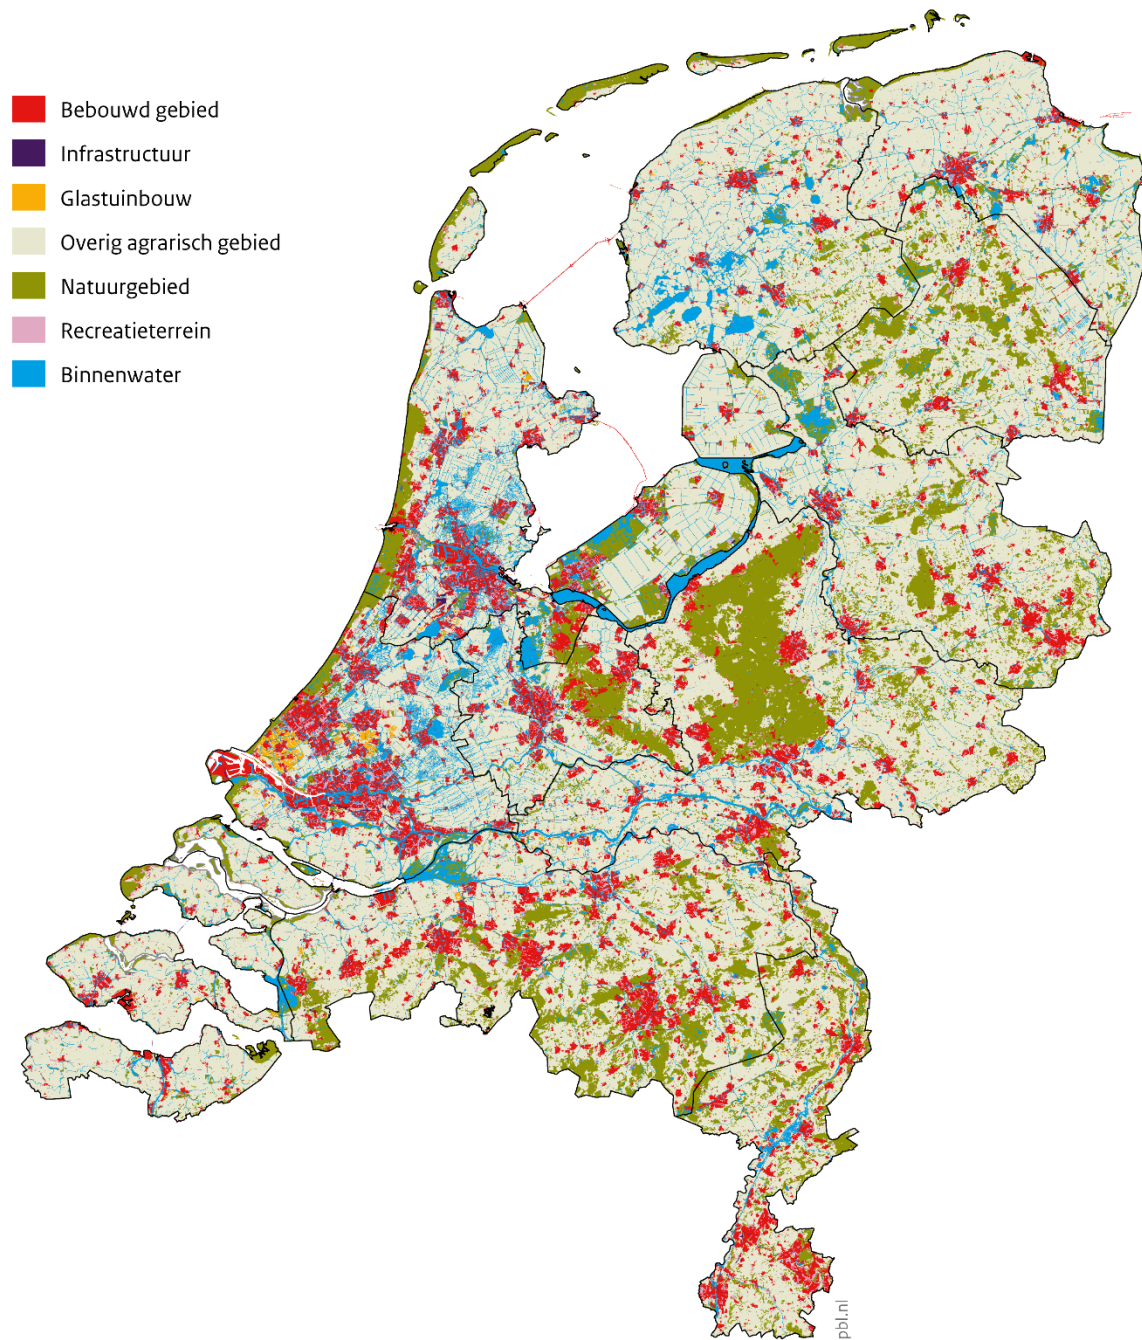 Bebouwd gebied
Infrastructuur
Glastuinbouw
Overig agrarisch gebied
Natuurgebied
Recreatieterrein
Binnenwater
pbl.nl